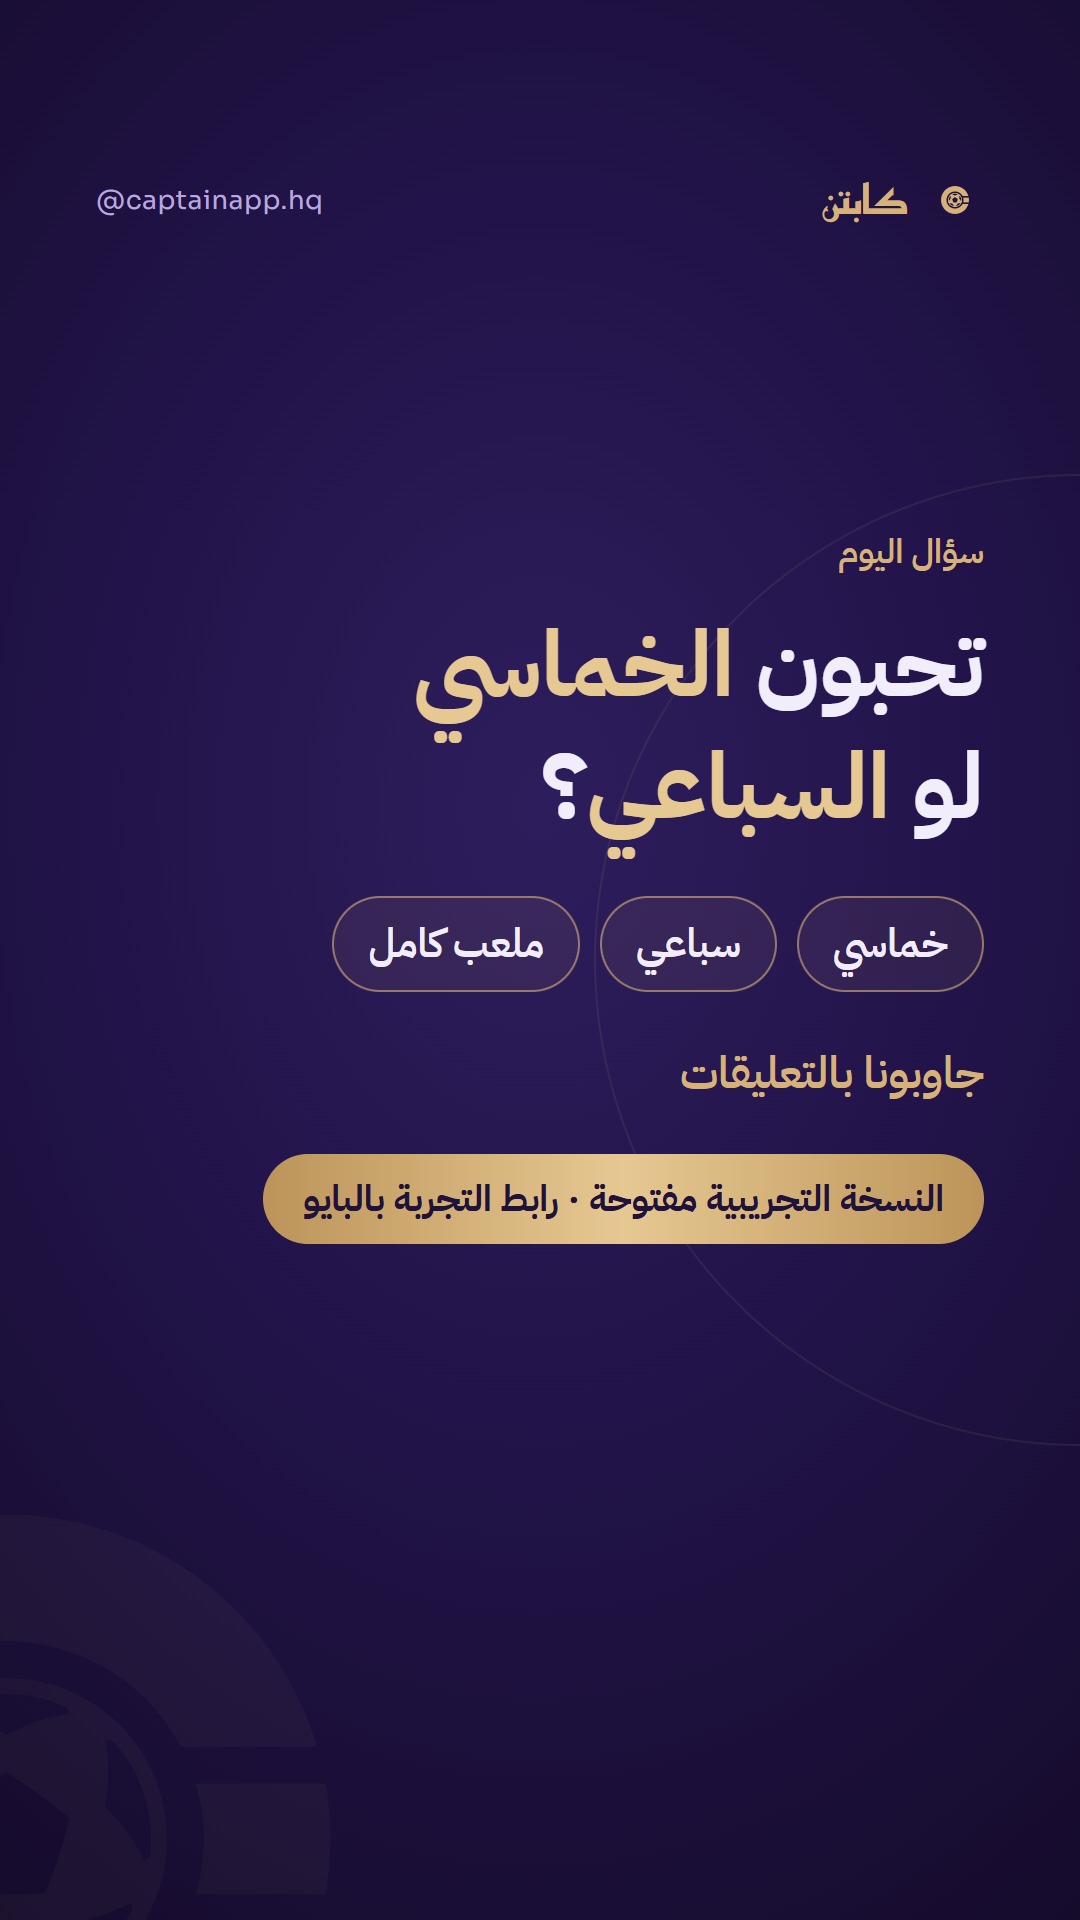 كابتن
@captainapp.hq
سؤال اليوم
تحبون الخماسي
لو السباعي؟
خماسي
سباعي
ملعب كامل
جاوبونا بالتعليقات
النسخة التجريبية مفتوحة · رابط التجربة بالبايو